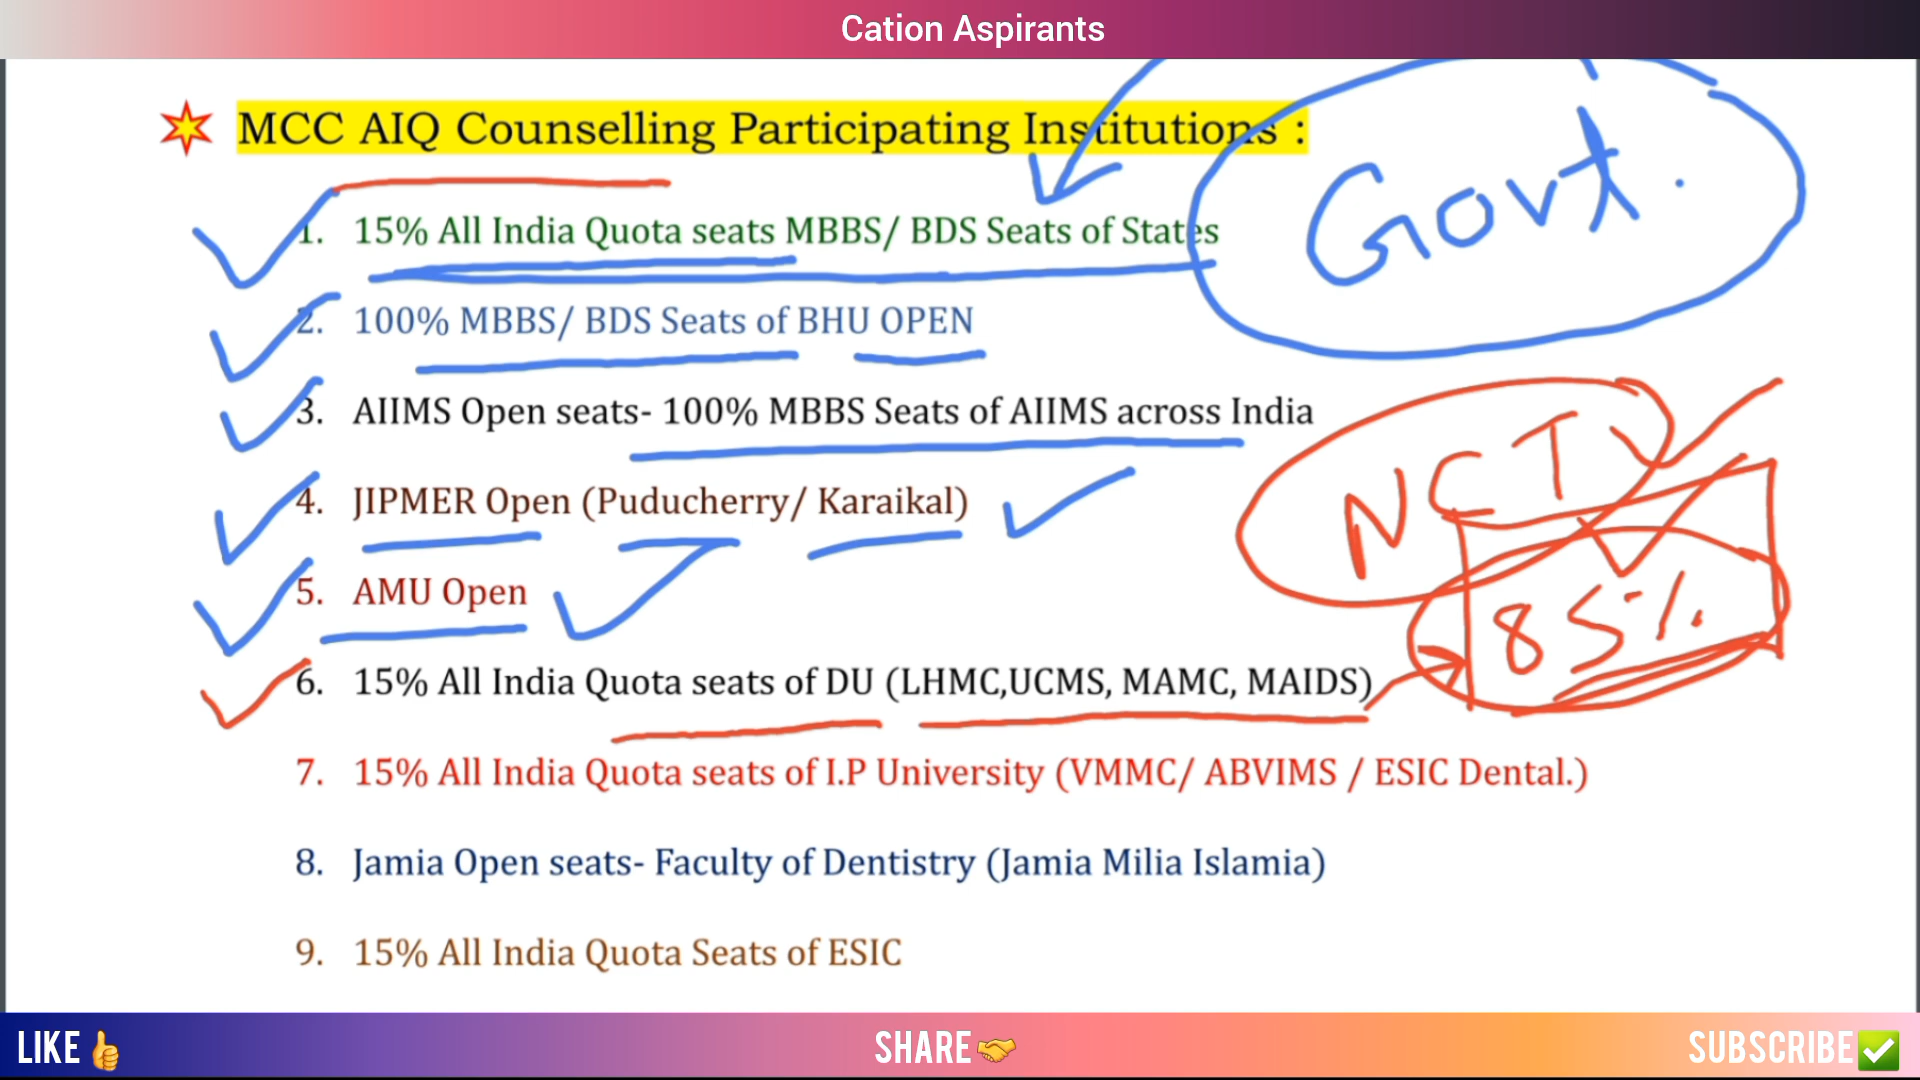 Cation Aspirants
MCC AIQ Counselling Participating Institutions :
1. 15% All India Quota seats MBBS/ BDS Seats of States
Govt.
2. 100% MBBS/ BDS Seats of BHU OPEN
3. AIIMS Open seats- 100% MBBS Seats of AIIMS across India
NCT
4. JIPMER Open (Puducherry/ Karaikal)
5. AMU Open
85%
6. 15% All India Quota seats of DU (LHMC,UCMS, MAMC, MAIDS)
7. 15% All India Quota seats of I.P University (VMMC/ ABVIMS / ESIC Dental.)
8. Jamia Open seats- Faculty of Dentistry (Jamia Milia Islamia)
9. 15% All India Quota Seats of ESIC
LIKE SHARE SUBSCRIBE